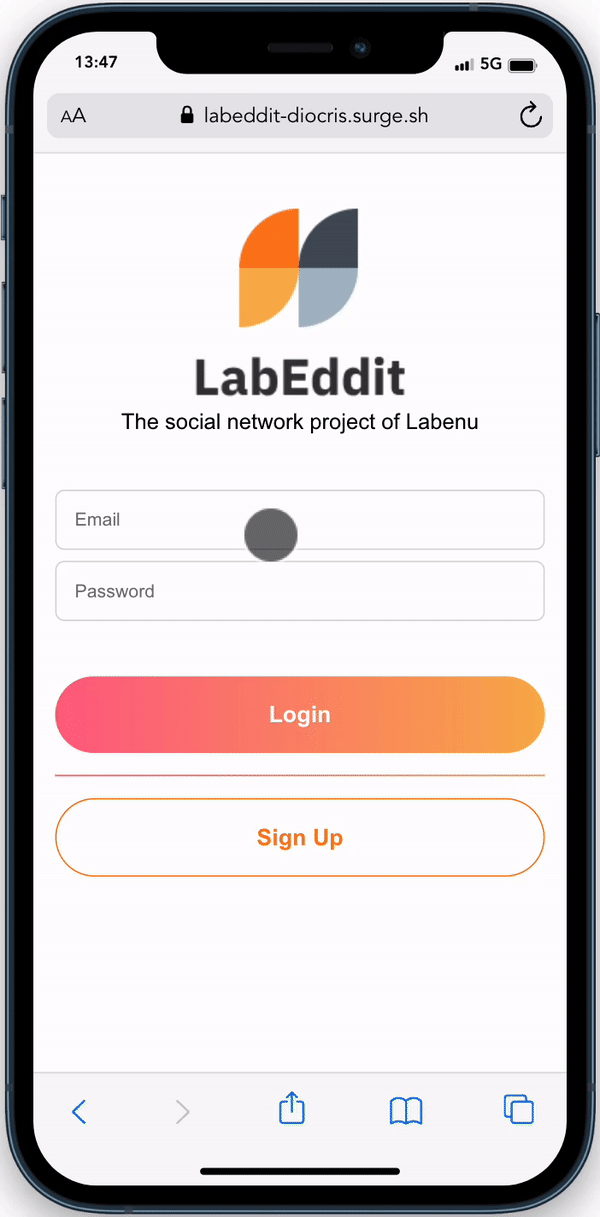 13:47
5G
AA
labeddit-diocris.surge.sh
LabEddit
The social network project of Labenu
Email
Password
Login
Sign Up